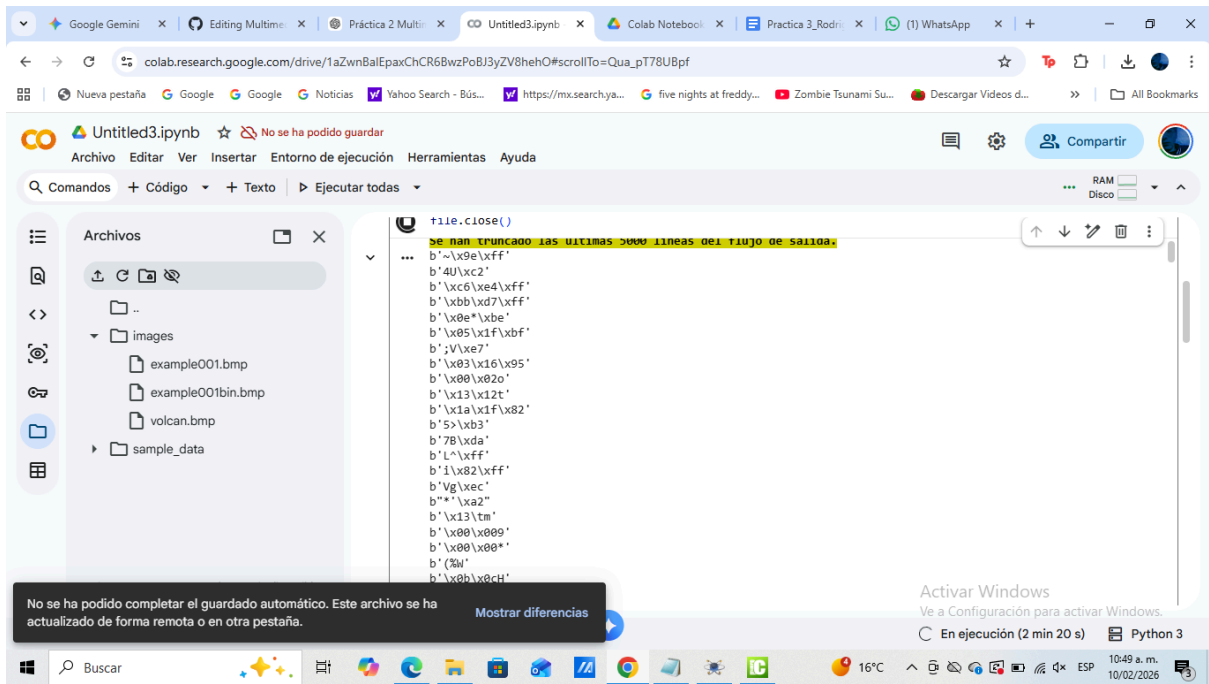 Google Gemini
Editing Multime
Práctica 2 Multin
Untitled3.ipynb -
Colab Notebook
Practica 3_Rodri
(1) WhatsApp
colab.research.google.com/drive/1aZwnBaIEpaxChCR6BwzPoBJ3yZV8hehO#scrollTo=Qua_pT78UBpf
Nueva pestaña
Google
Google
Noticias
Yahoo Search - Bús...
https://mx.search.ya...
five nights at freddy...
Zombie Tsunami Su...
Descargar Videos d...
All Bookmarks
Untitled3.ipynb
No se ha podido guardar
Archivo Editar Ver Insertar Entorno de ejecución Herramientas Ayuda
Compartir
Comandos + Código + Texto Ejecutar todas
RAM
Disco
Archivos
..
images
example001.bmp
example001bin.bmp
volcan.bmp
sample_data
file.close()
Se han truncado las últimas 5000 líneas del flujo de salida.
b'~\x9e\xff'
b'4U\xc2'
b'\xc6\xe4\xff'
b'\xbb\xd7\xff'
b'\x0e*\xbe'
b'\x05\x1f\xbf'
b';V\xe7'
b'\x03\x16\x95'
b'\x00\x02o'
b'\x13\x12t'
b'\x1a\x1f\x82'
b'5>\xb3'
b'7B\xda'
b'L^\xff'
b'i\x82\xff'
b'Vg\xec'
b"*'\xa2"
b'\x13\tm'
b'\x00\x009'
b'\x00\x00*'
b'(%W'
b'\x0b\x0cH'
No se ha podido completar el guardado automático. Este archivo se ha
actualizado de forma remota o en otra pestaña.
Mostrar diferencias
Activar Windows
Ve a Configuración para activar Windows.
En ejecución (2 min 20 s)
Python 3
Buscar
16°C
ESP
10:49 a. m.
10/02/2026
3